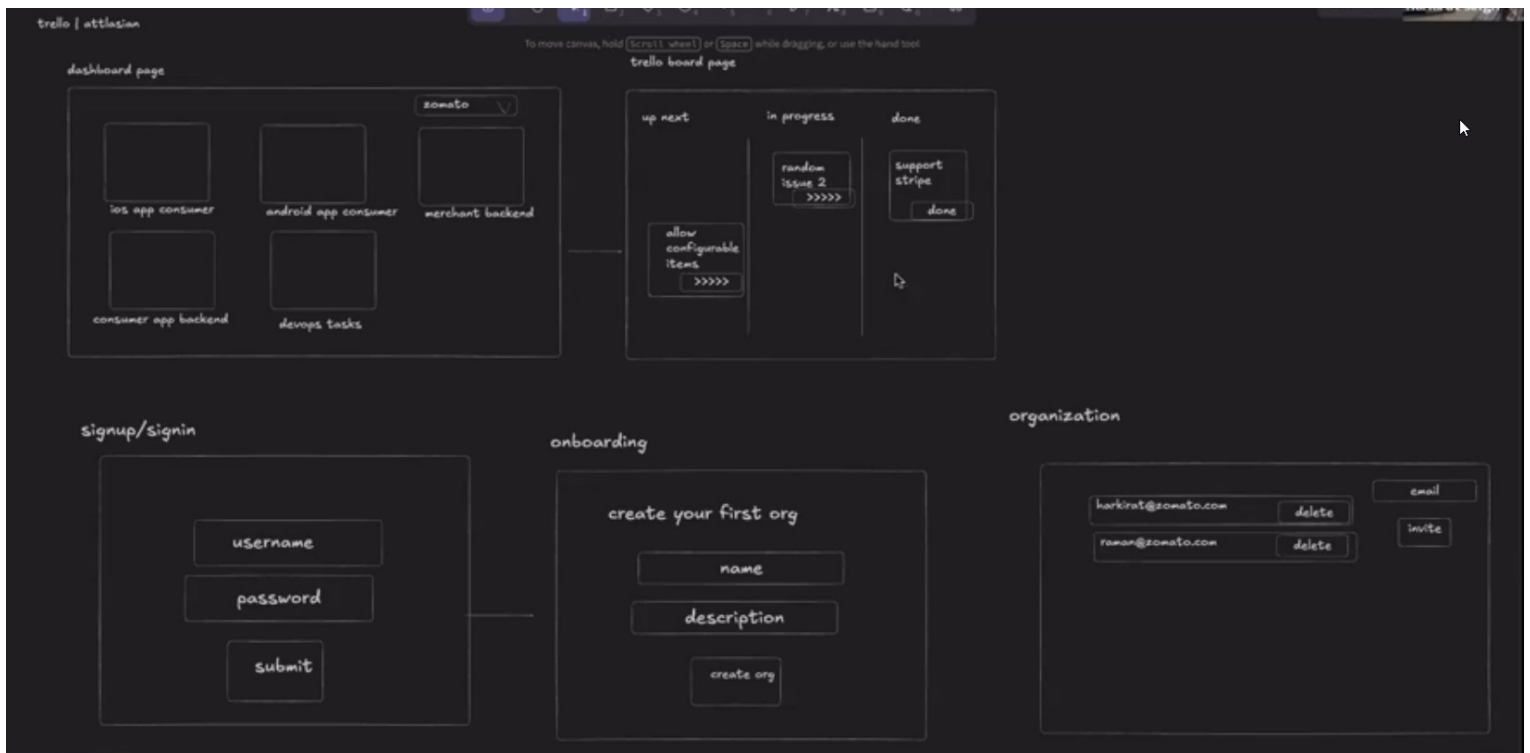 trello | attlasian
To move canvas, hold Scroll wheel or Space while dragging, or use the hand tool
dashboard page
zomato
ios app consumer
android app consumer
merchant backend
consumer app backend
devops tasks
trello board page
up next
in progress
done
random
issue 2
>>>>>
support
stripe
done
allow
configurable
items
>>>>>
signup/signin
username
password
submit
onboarding
create your first org
name
description
create org
organization
harkirat@zomato.com
delete
raman@zomato.com
delete
email
invite